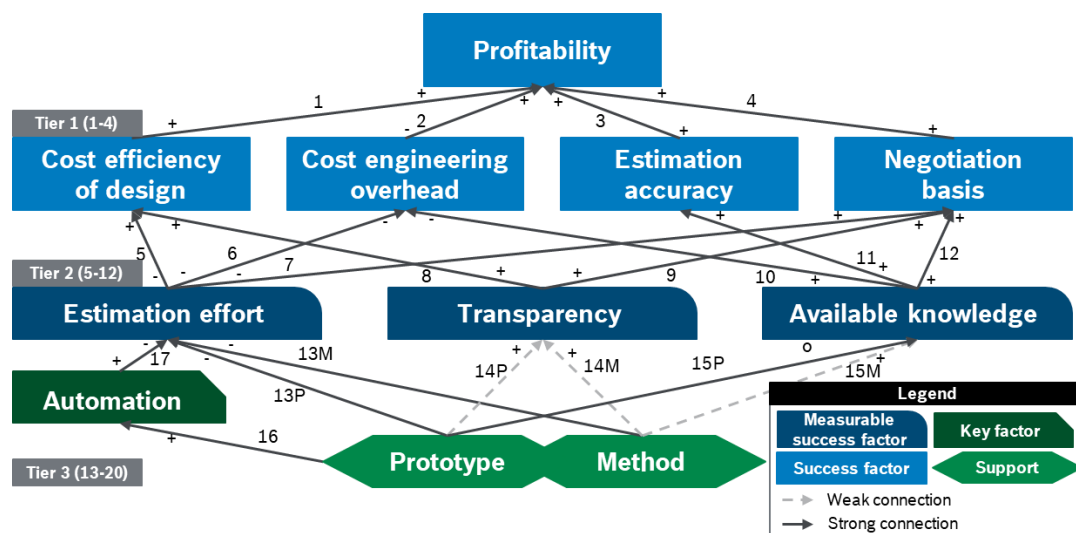 Profitability
1
+
+
2
+
+
3
+
4
Tier 1 (1-4)
+
-
+
+
Cost efficiency
of design
Cost engineering
overhead
Estimation
accuracy
Negotiation
basis
+
+
-
-
+
+
+
+
5
6
7
8
9
10
11
12
Tier 2 (5-12)
-
-
-
+
+
+
+
+
Estimation effort
Transparency
Available knowledge
-
-
-
+
17
-
13M
+
+
14P
14M
15P
o
+
15M
Automation
13P
16
+
Tier 3 (13-20)
Prototype
Method
Legend
Measurable
success factor
Key factor
Success factor
Support
Weak connection
Strong connection